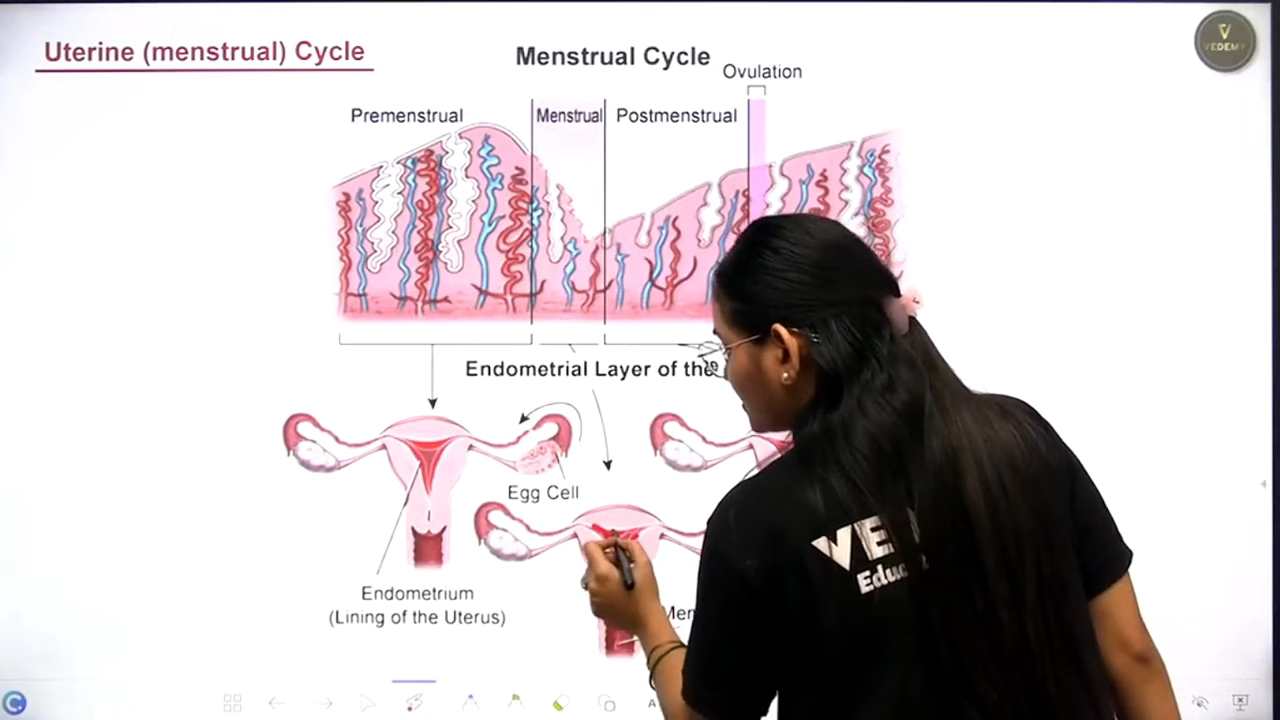 Uterine (menstrual) Cycle
Menstrual Cycle
VEDEMY
Ovulation
Premenstrual
Menstrual
Postmenstrual
Endometrial Layer of the
Egg Cell
Endometrium
(Lining of the Uterus)